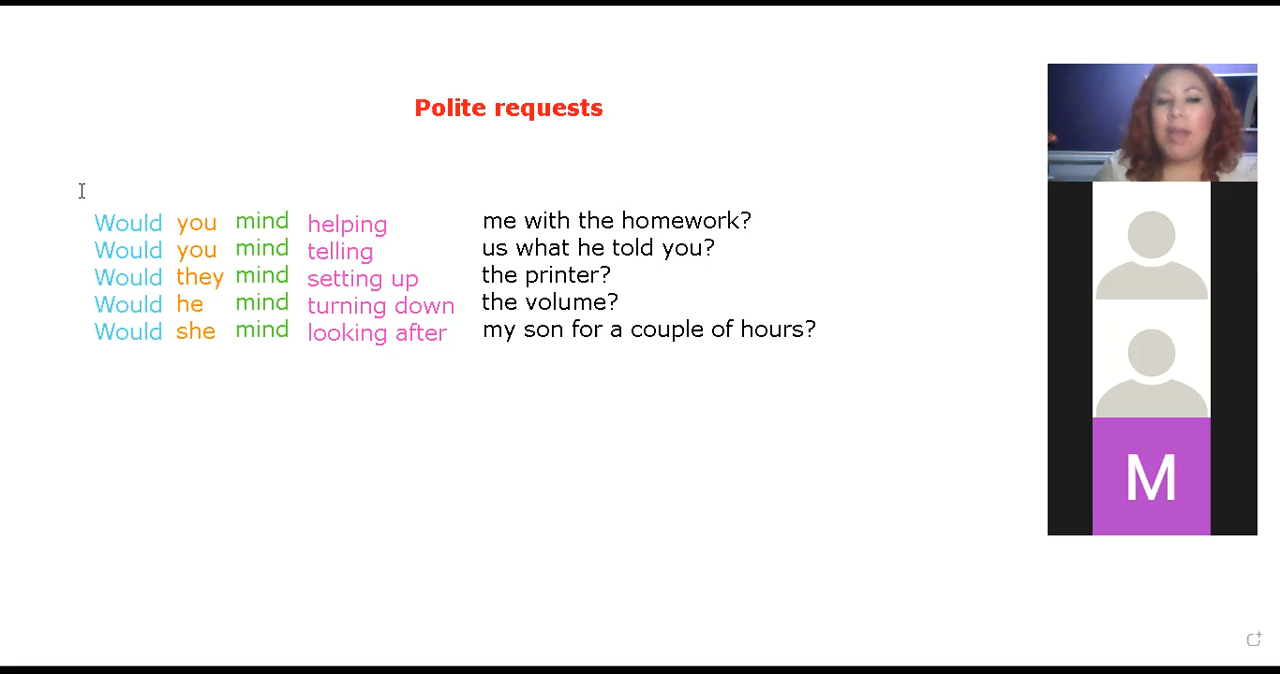 Polite requests
Would you mind helping me with the homework?
Would you mind telling us what he told you?
Would they mind setting up the printer?
Would he mind turning down the volume?
Would she mind looking after my son for a couple of hours?
M